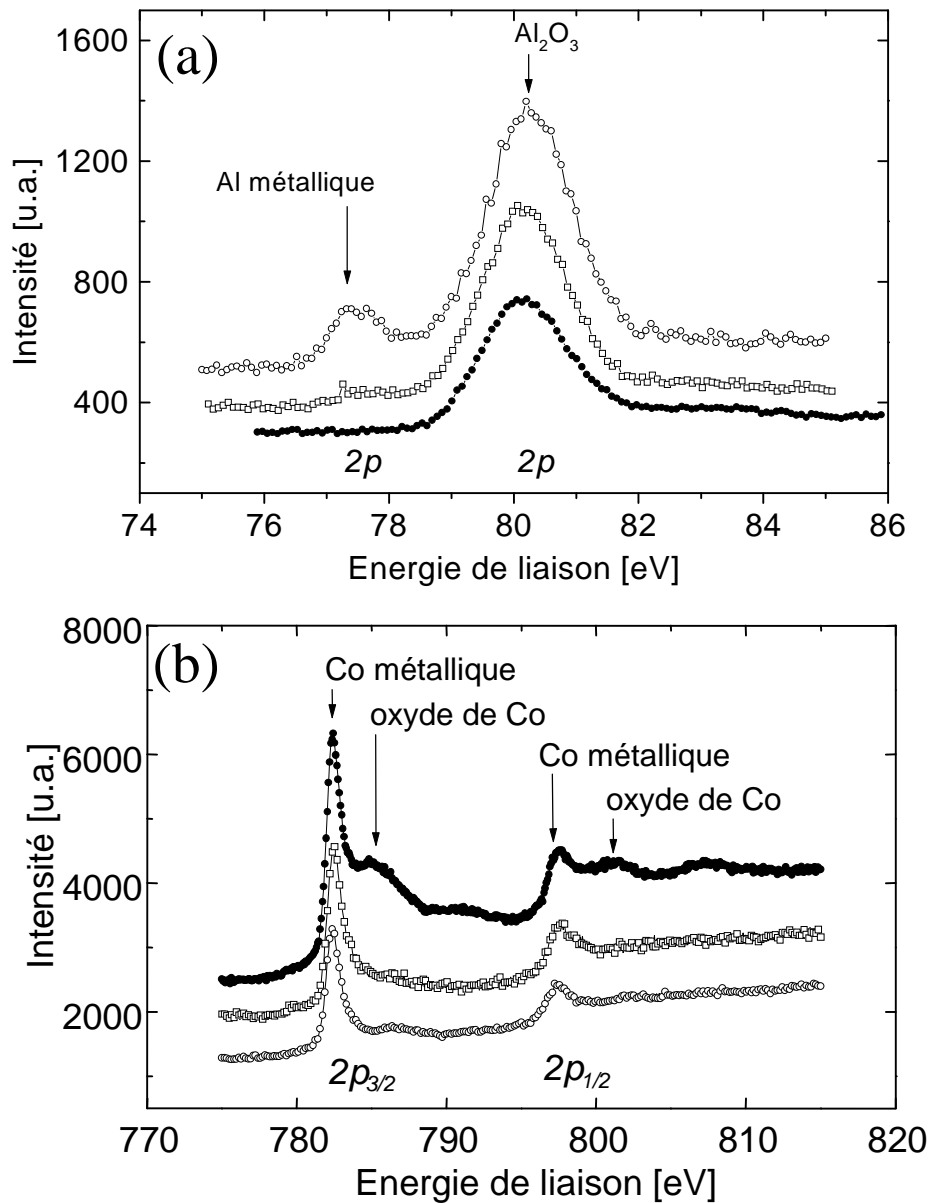 (a)
Al2O3
Al métallique
1600
1200
800
400
Intensité [u.a.]
2p
2p
74
76
78
80
82
84
86
Energie de liaison [eV]
(b)
Co métallique
oxyde de Co
Co métallique
oxyde de Co
8000
6000
4000
2000
Intensité [u.a.]
2p3/2
2p1/2
770
780
790
800
810
820
Energie de liaison [eV]